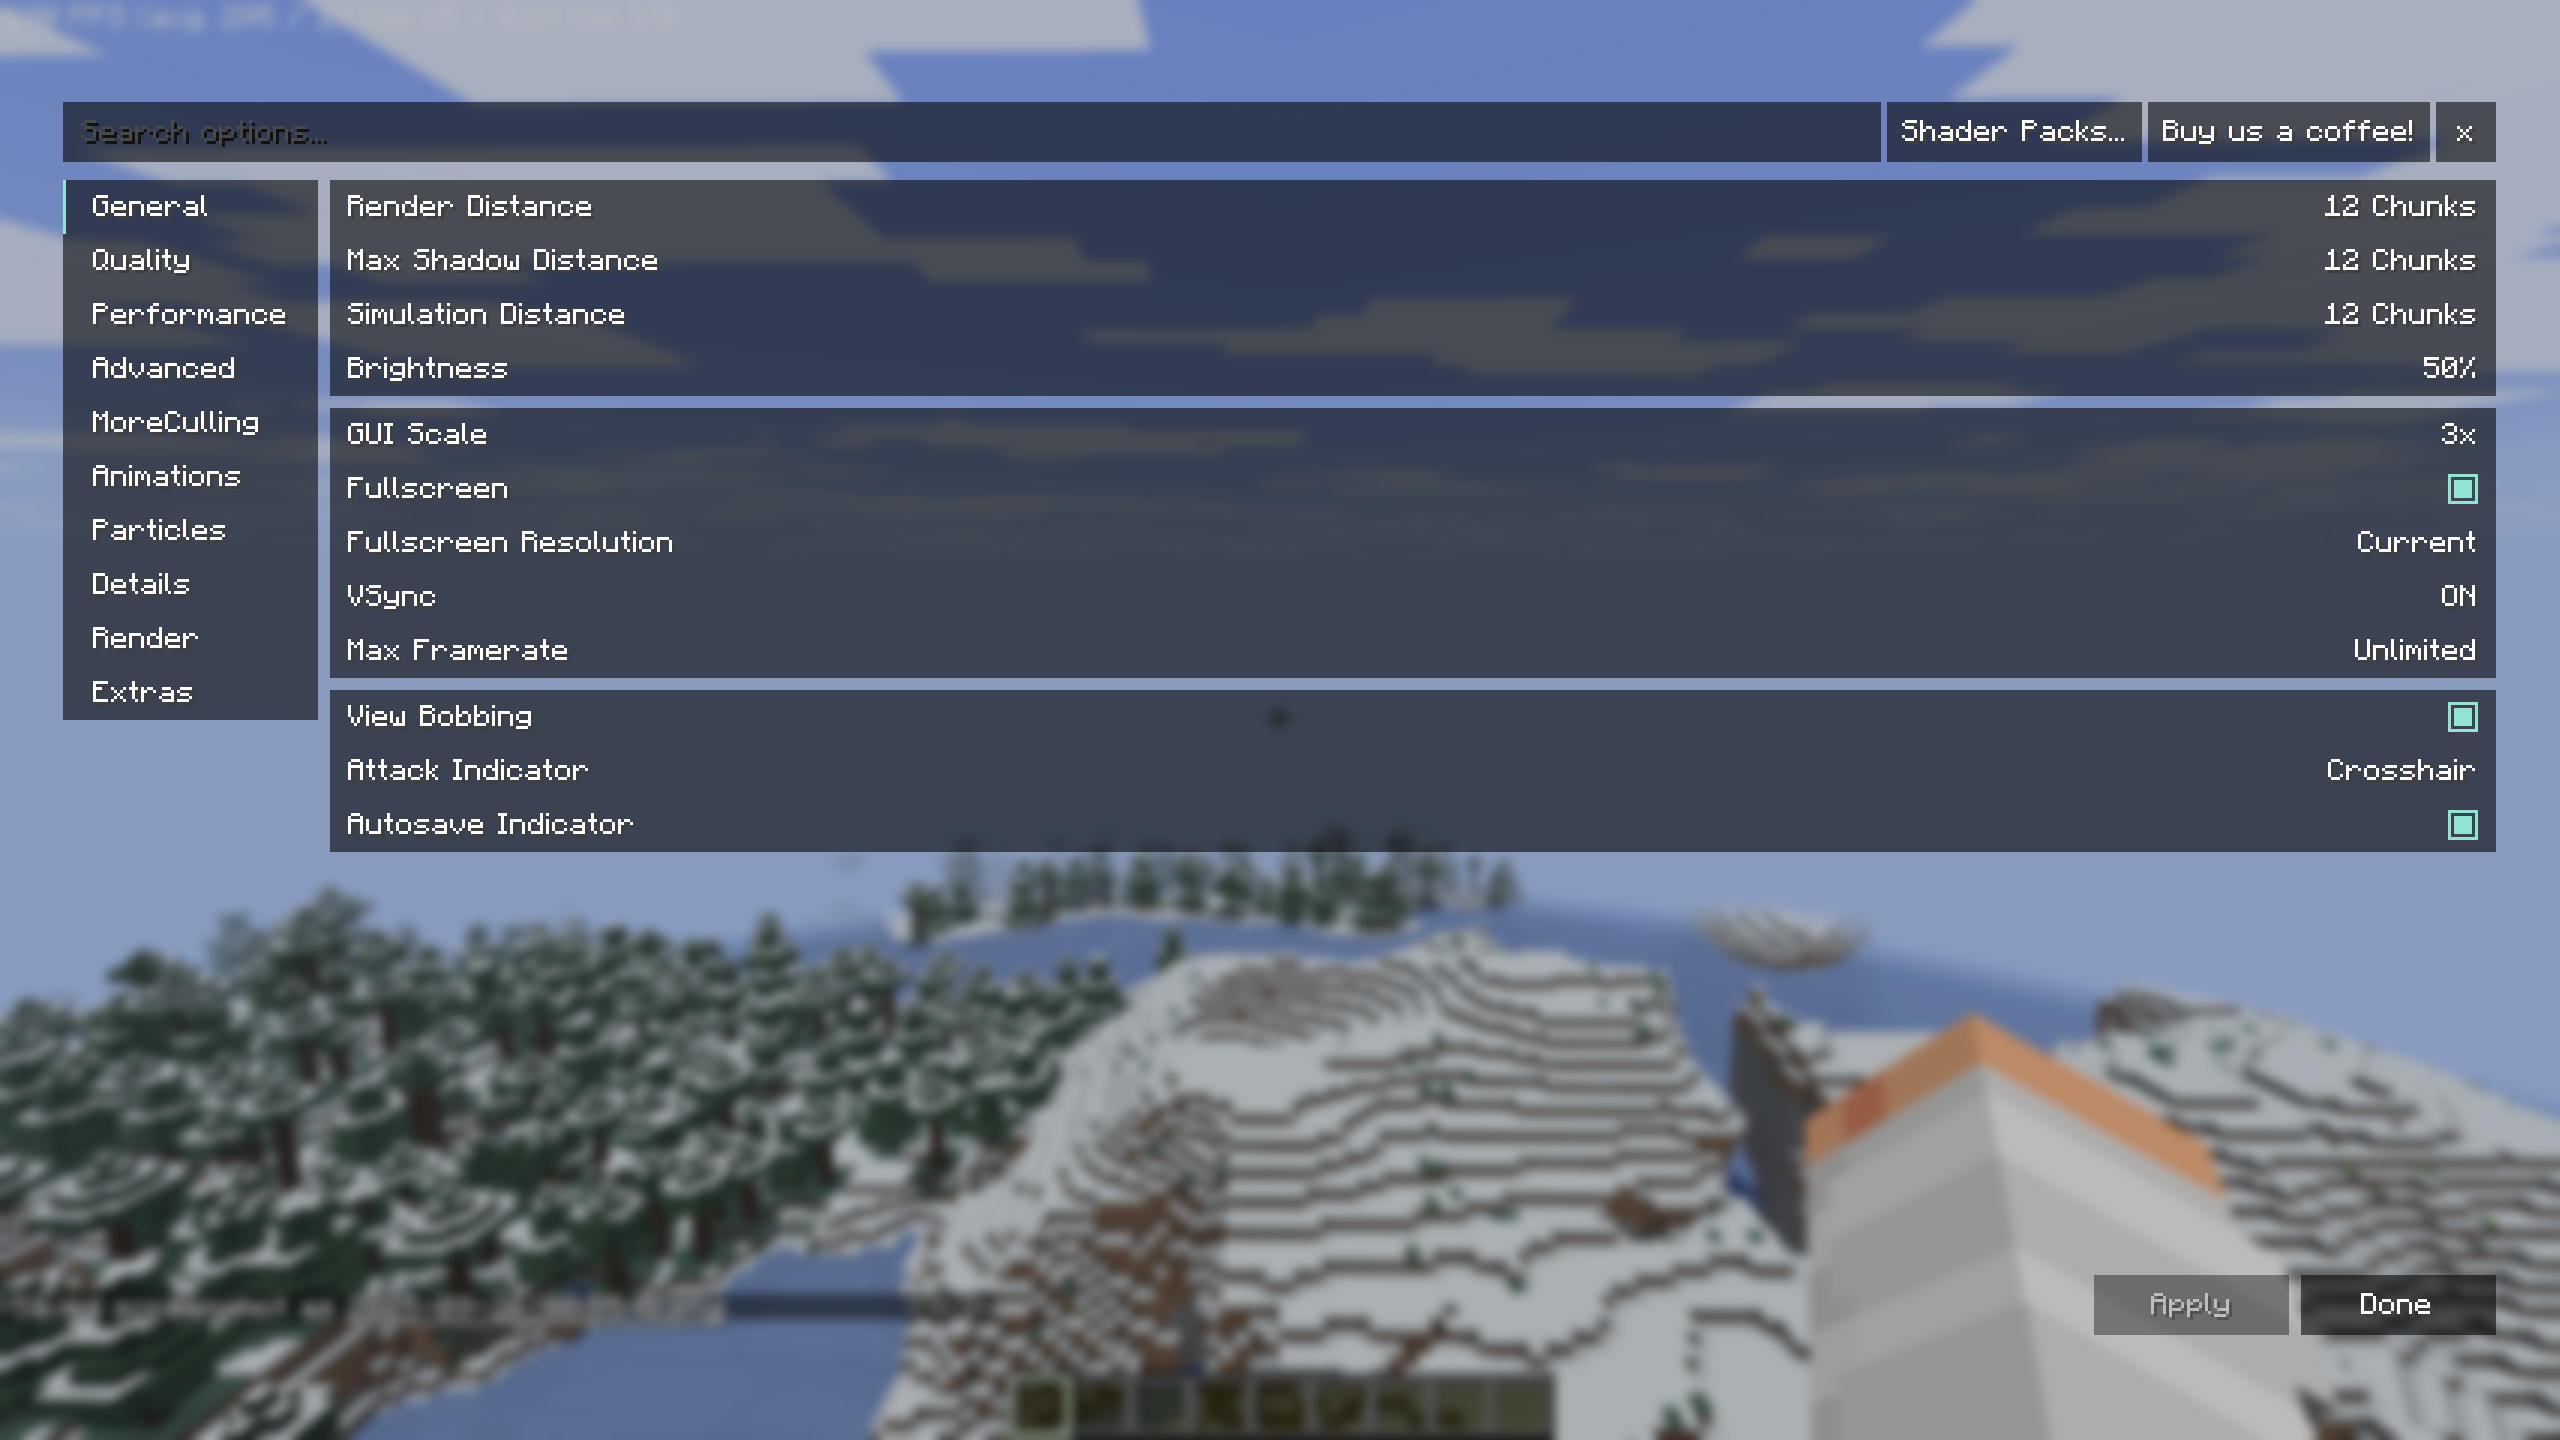 Search options...
Shader Packs...
Buy us a coffee!
x
General
Quality
Performance
Advanced
MoreCulling
Animations
Particles
Details
Render
Extras
Render Distance 12 Chunks
Max Shadow Distance 12 Chunks
Simulation Distance 12 Chunks
Brightness 50%
GUI Scale 3x
Fullscreen
Fullscreen Resolution Current
VSync ON
Max Framerate Unlimited
View Bobbing
Attack Indicator Crosshair
Autosave Indicator
Apply
Done